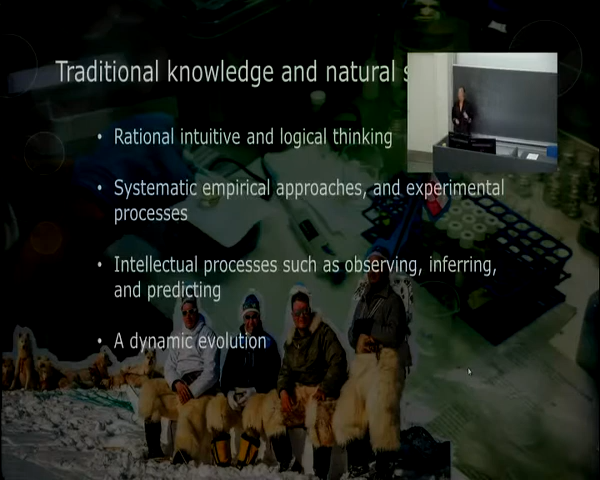 Traditional knowledge and natural
• Rational intuitive and logical thinking
• Systematic empirical approaches, and experimental
processes
• Intellectual processes such as observing, inferring,
and predicting
• A dynamic evolution